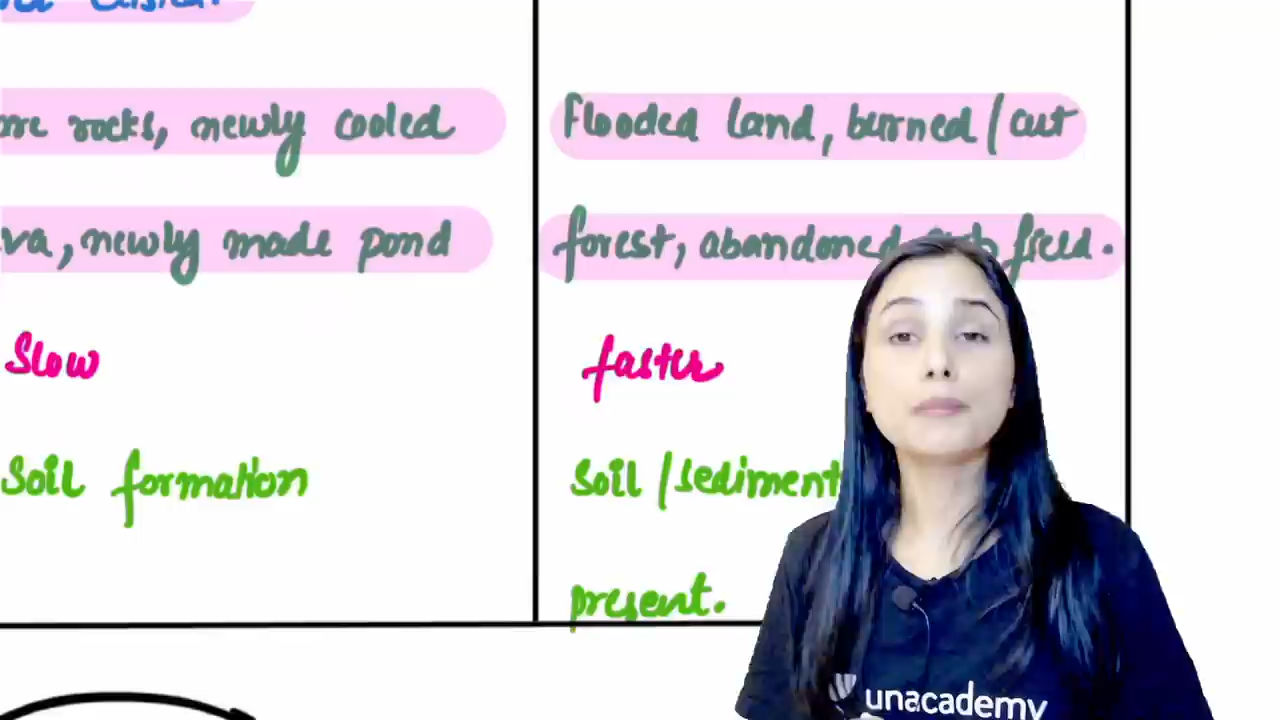 rocks, newly cooled
newly made pond
Slow
Soil formation
Flooded land, burned/cut
forest, abandoned field.
faster
Soil/sediment
present.
unacademy